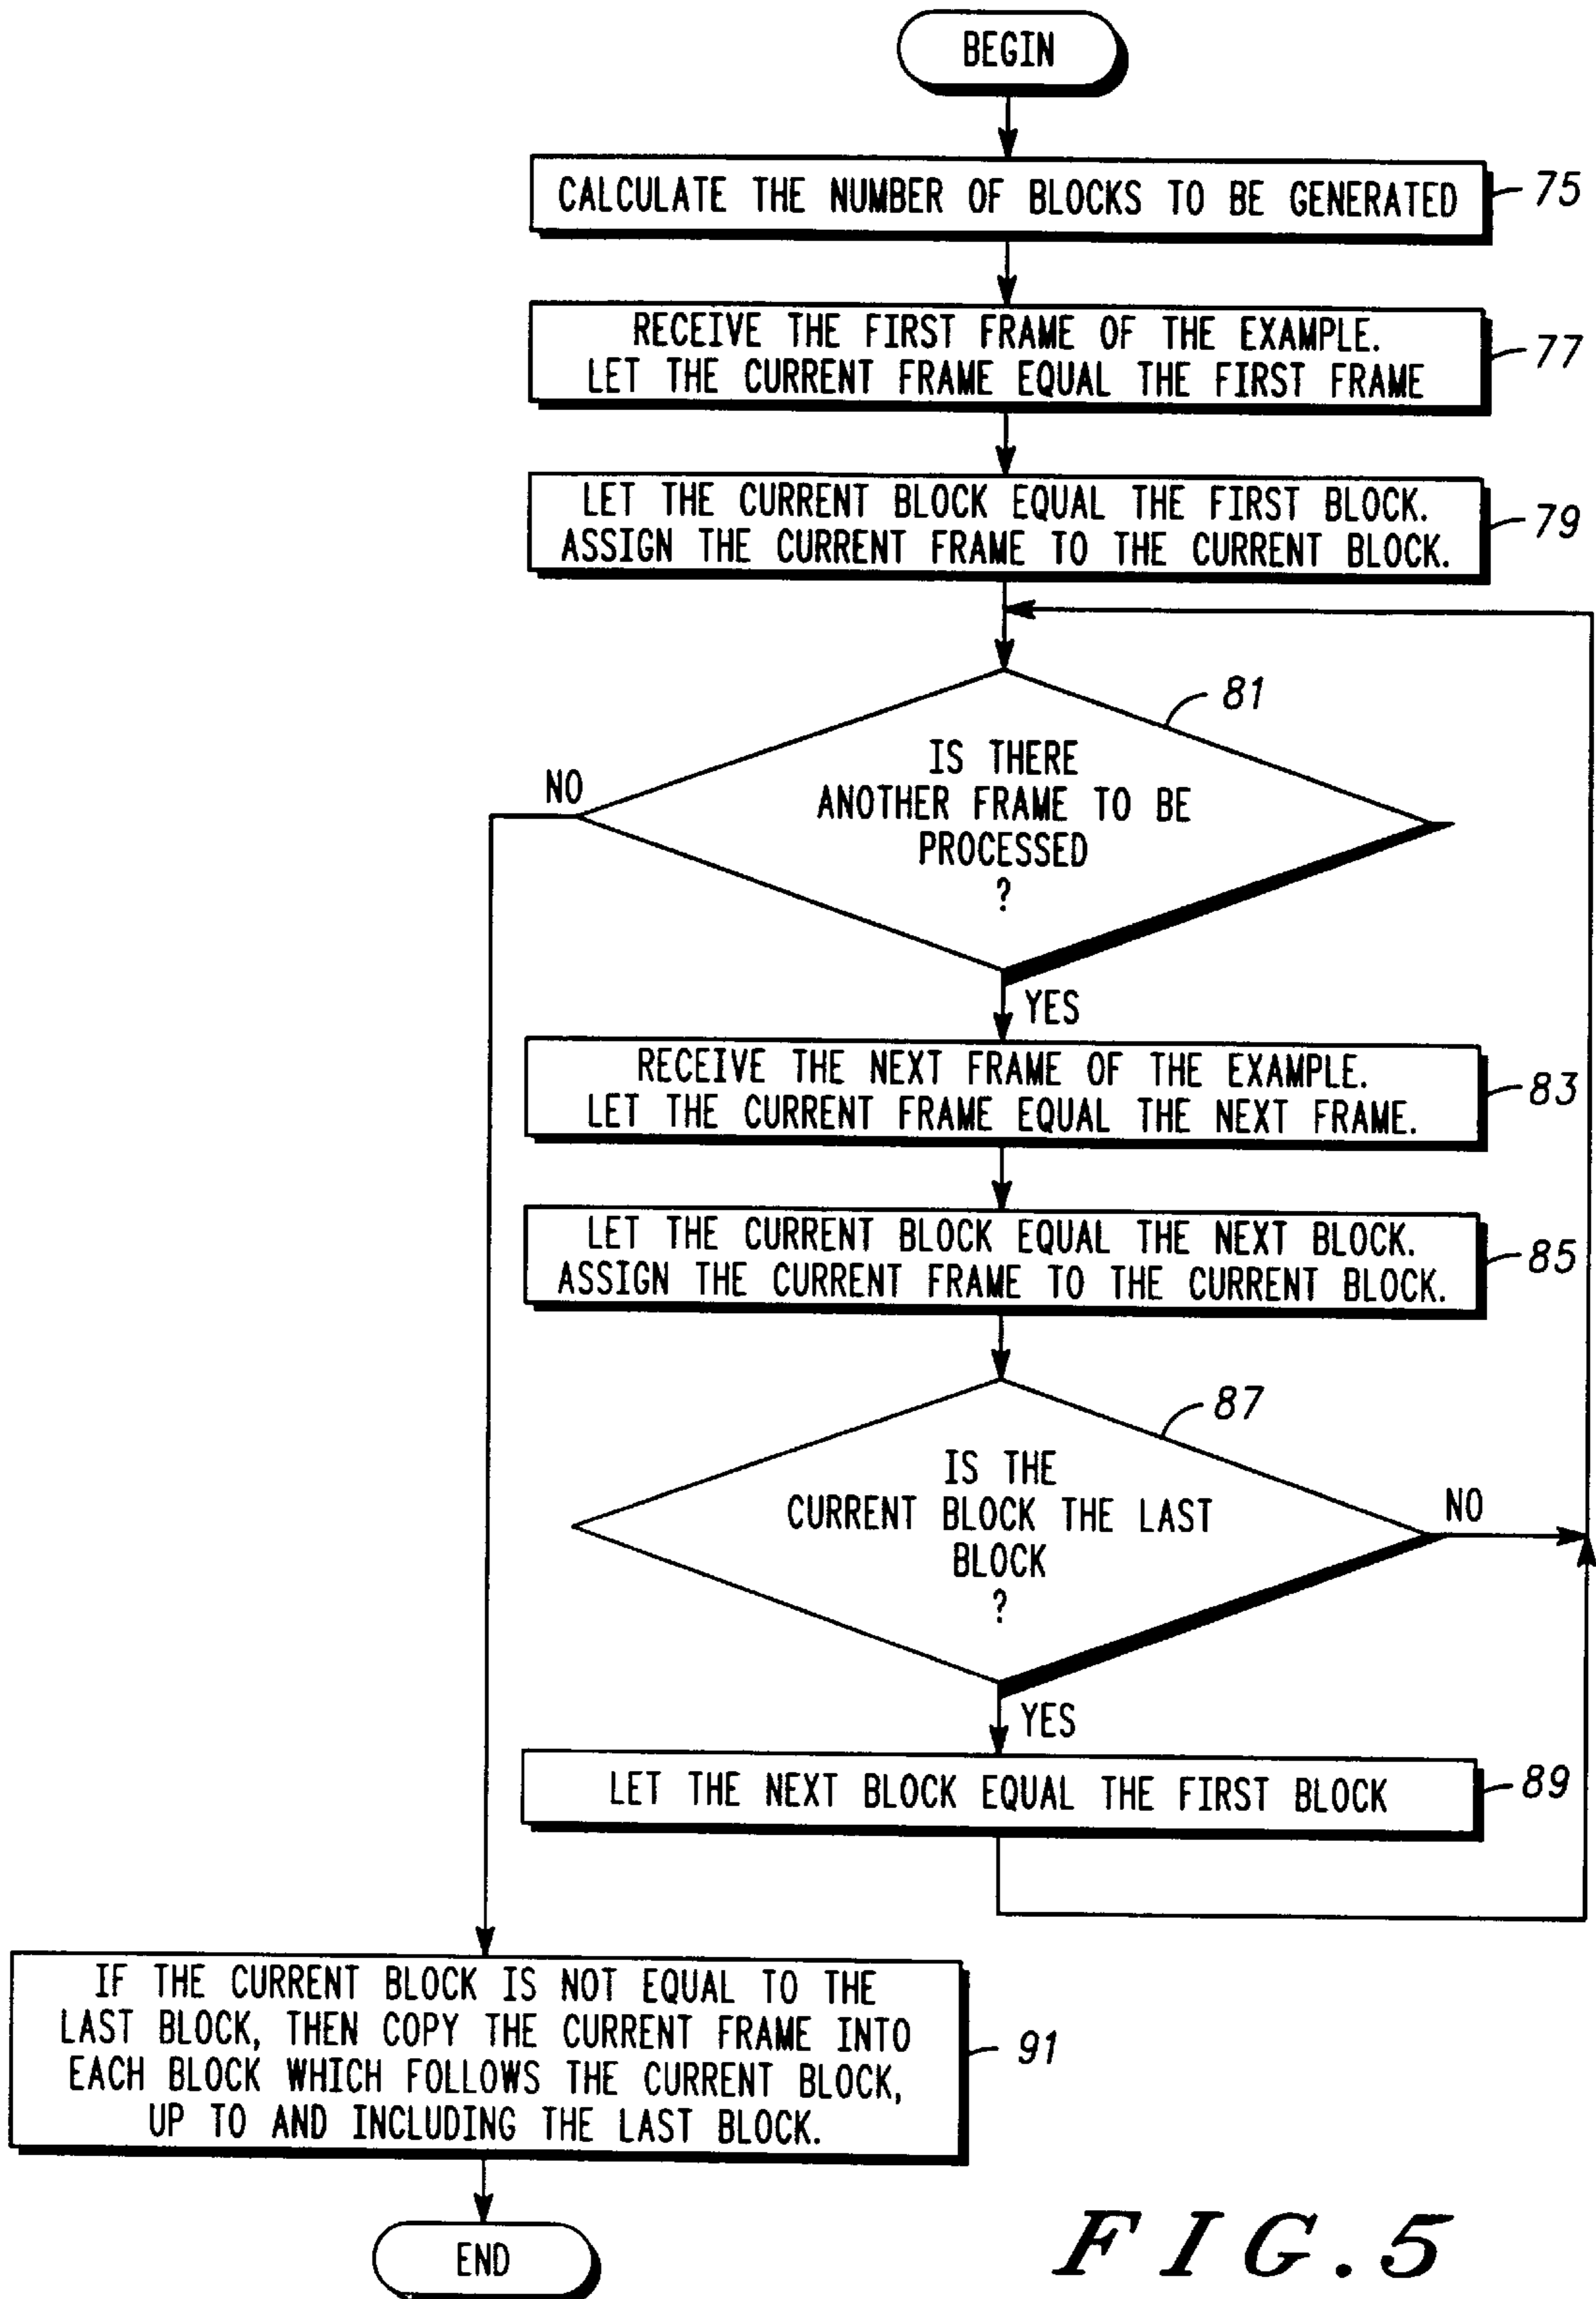 BEGIN
CALCULATE THE NUMBER OF BLOCKS TO BE GENERATED
75
RECEIVE THE FIRST FRAME OF THE EXAMPLE.
LET THE CURRENT FRAME EQUAL THE FIRST FRAME
77
LET THE CURRENT BLOCK EQUAL THE FIRST BLOCK.
ASSIGN THE CURRENT FRAME TO THE CURRENT BLOCK.
79
81
IS THERE
ANOTHER FRAME TO BE
PROCESSED
?
NO
YES
RECEIVE THE NEXT FRAME OF THE EXAMPLE.
LET THE CURRENT FRAME EQUAL THE NEXT FRAME.
83
LET THE CURRENT BLOCK EQUAL THE NEXT BLOCK.
ASSIGN THE CURRENT FRAME TO THE CURRENT BLOCK.
85
87
IS THE
CURRENT BLOCK THE LAST
BLOCK
?
NO
YES
LET THE NEXT BLOCK EQUAL THE FIRST BLOCK
89
IF THE CURRENT BLOCK IS NOT EQUAL TO THE
LAST BLOCK, THEN COPY THE CURRENT FRAME INTO
EACH BLOCK WHICH FOLLOWS THE CURRENT BLOCK,
UP TO AND INCLUDING THE LAST BLOCK.
91
END
FIG.5